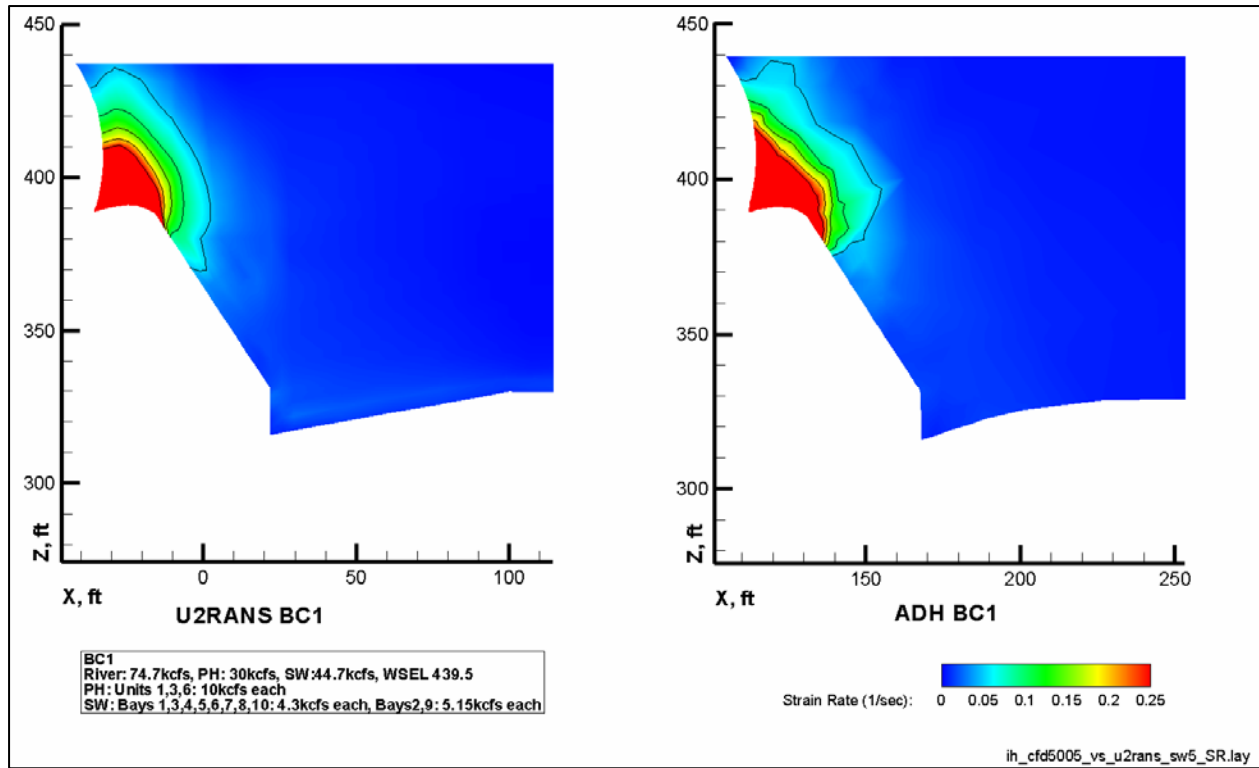 450
400
350
300
Z, ft
0
50
100
X, ft
U2RANS BC1
450
400
350
300
Z, ft
150
200
250
X, ft
ADH BC1
BC1
River: 74.7kcfs, PH: 30kcfs, SW:44.7kcfs, WSEL 439.5
PH: Units 1,3,6: 10kcfs each
SW: Bays 1,3,4,5,6,7,8,10: 4.3kcfs each, Bays2,9: 5.15kcfs each
Strain Rate (1/sec): 0 0.05 0.1 0.15 0.2 0.25
ih_cfd5005_vs_u2rans_sw5_SR.lay